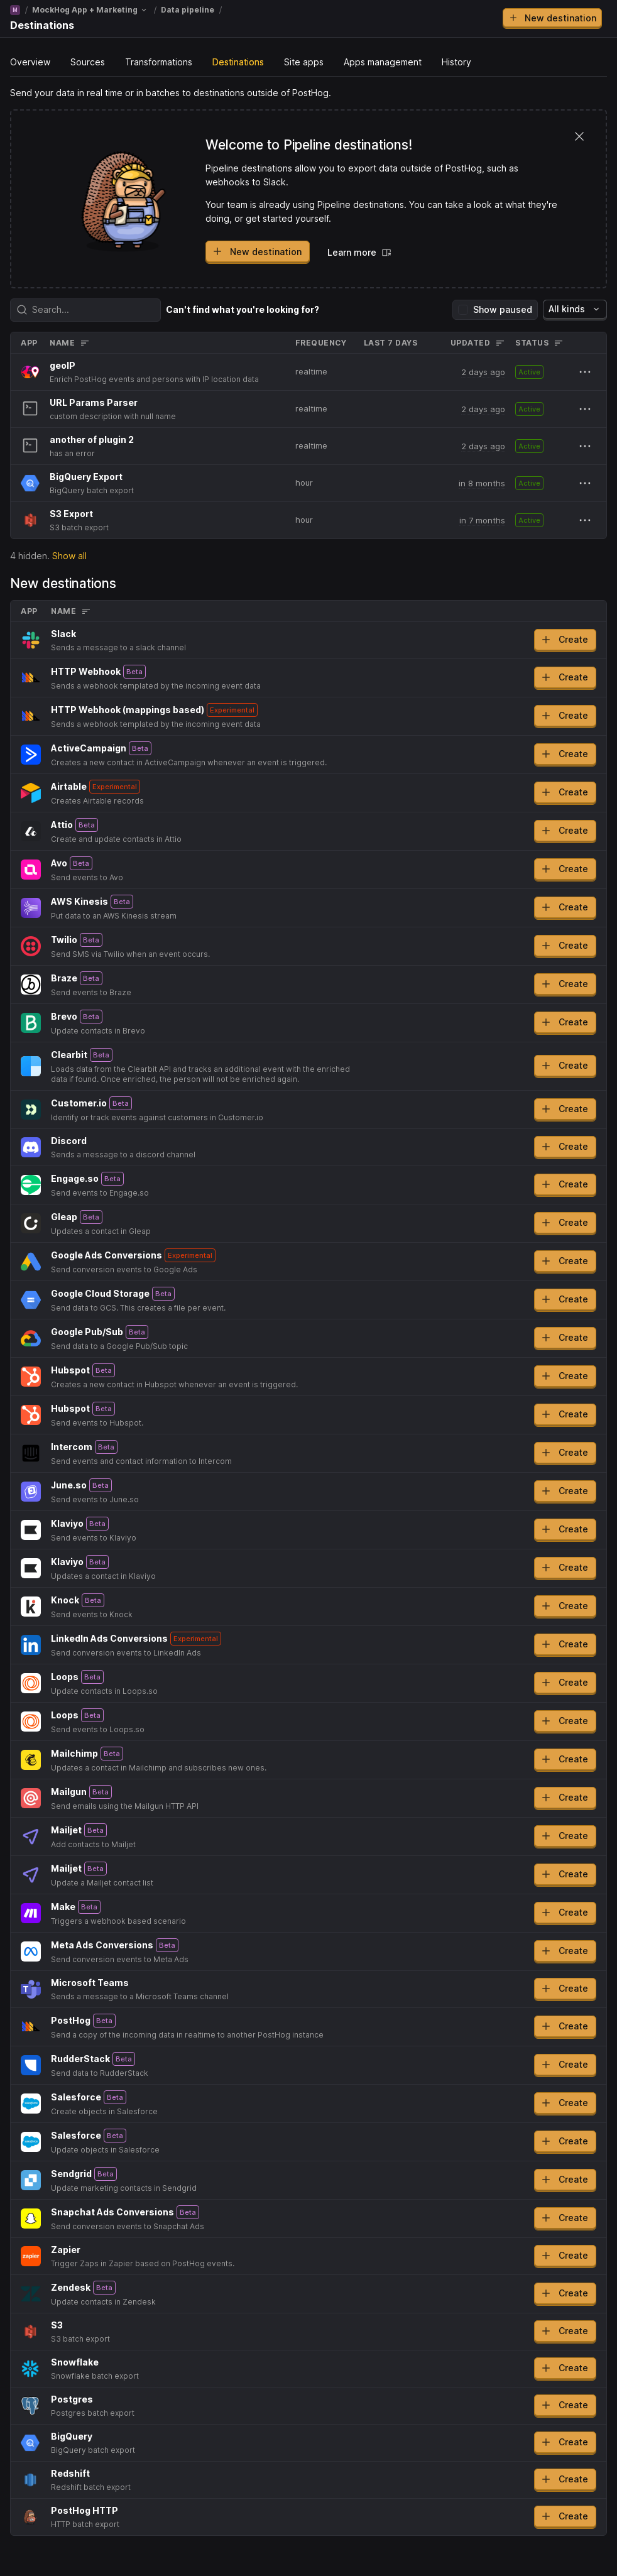 M / MockHog App + Marketing / Data pipeline /
Destinations
New destination
Overview Sources Transformations Destinations Site apps Apps management History
Send your data in real time or in batches to destinations outside of PostHog.
Welcome to Pipeline destinations!
Pipeline destinations allow you to export data outside of PostHog, such as
webhooks to Slack.
Your team is already using Pipeline destinations. You can take a look at what they're
doing, or get started yourself.
New destination Learn more
Search... Can't find what you're looking for? Show paused All kinds
APP NAME FREQUENCY LAST 7 DAYS UPDATED STATUS
geoIP
Enrich PostHog events and persons with IP location data
realtime 2 days ago Active
URL Params Parser
custom description with null name
realtime 2 days ago Active
another of plugin 2
has an error
realtime 2 days ago Active
BigQuery Export
BigQuery batch export
hour in 8 months Active
S3 Export
S3 batch export
hour in 7 months Active
4 hidden. Show all
New destinations
APP NAME
Slack
Sends a message to a slack channel
Create
HTTP Webhook Beta
Sends a webhook templated by the incoming event data
Create
HTTP Webhook (mappings based) Experimental
Sends a webhook templated by the incoming event data
Create
ActiveCampaign Beta
Creates a new contact in ActiveCampaign whenever an event is triggered.
Create
Airtable Experimental
Creates Airtable records
Create
Attio Beta
Create and update contacts in Attio
Create
Avo Beta
Send events to Avo
Create
AWS Kinesis Beta
Put data to an AWS Kinesis stream
Create
Twilio Beta
Send SMS via Twilio when an event occurs.
Create
Braze Beta
Send events to Braze
Create
Brevo Beta
Update contacts in Brevo
Create
Clearbit Beta
Loads data from the Clearbit API and tracks an additional event with the enriched
data if found. Once enriched, the person will not be enriched again.
Create
Customer.io Beta
Identify or track events against customers in Customer.io
Create
Discord
Sends a message to a discord channel
Create
Engage.so Beta
Send events to Engage.so
Create
Gleap Beta
Updates a contact in Gleap
Create
Google Ads Conversions Experimental
Send conversion events to Google Ads
Create
Google Cloud Storage Beta
Send data to GCS. This creates a file per event.
Create
Google Pub/Sub Beta
Send data to a Google Pub/Sub topic
Create
Hubspot Beta
Creates a new contact in Hubspot whenever an event is triggered.
Create
Hubspot Beta
Send events to Hubspot.
Create
Intercom Beta
Send events and contact information to Intercom
Create
June.so Beta
Send events to June.so
Create
Klaviyo Beta
Send events to Klaviyo
Create
Klaviyo Beta
Updates a contact in Klaviyo
Create
Knock Beta
Send events to Knock
Create
LinkedIn Ads Conversions Experimental
Send conversion events to LinkedIn Ads
Create
Loops Beta
Update contacts in Loops.so
Create
Loops Beta
Send events to Loops.so
Create
Mailchimp Beta
Updates a contact in Mailchimp and subscribes new ones.
Create
Mailgun Beta
Send emails using the Mailgun HTTP API
Create
Mailjet Beta
Add contacts to Mailjet
Create
Mailjet Beta
Update a Mailjet contact list
Create
Make Beta
Triggers a webhook based scenario
Create
Meta Ads Conversions Beta
Send conversion events to Meta Ads
Create
Microsoft Teams
Sends a message to a Microsoft Teams channel
Create
PostHog Beta
Send a copy of the incoming data in realtime to another PostHog instance
Create
RudderStack Beta
Send data to RudderStack
Create
Salesforce Beta
Create objects in Salesforce
Create
Salesforce Beta
Update objects in Salesforce
Create
Sendgrid Beta
Update marketing contacts in Sendgrid
Create
Snapchat Ads Conversions Beta
Send conversion events to Snapchat Ads
Create
Zapier
Trigger Zaps in Zapier based on PostHog events.
Create
Zendesk Beta
Update contacts in Zendesk
Create
S3
S3 batch export
Create
Snowflake
Snowflake batch export
Create
Postgres
Postgres batch export
Create
BigQuery
BigQuery batch export
Create
Redshift
Redshift batch export
Create
PostHog HTTP
HTTP batch export
Create